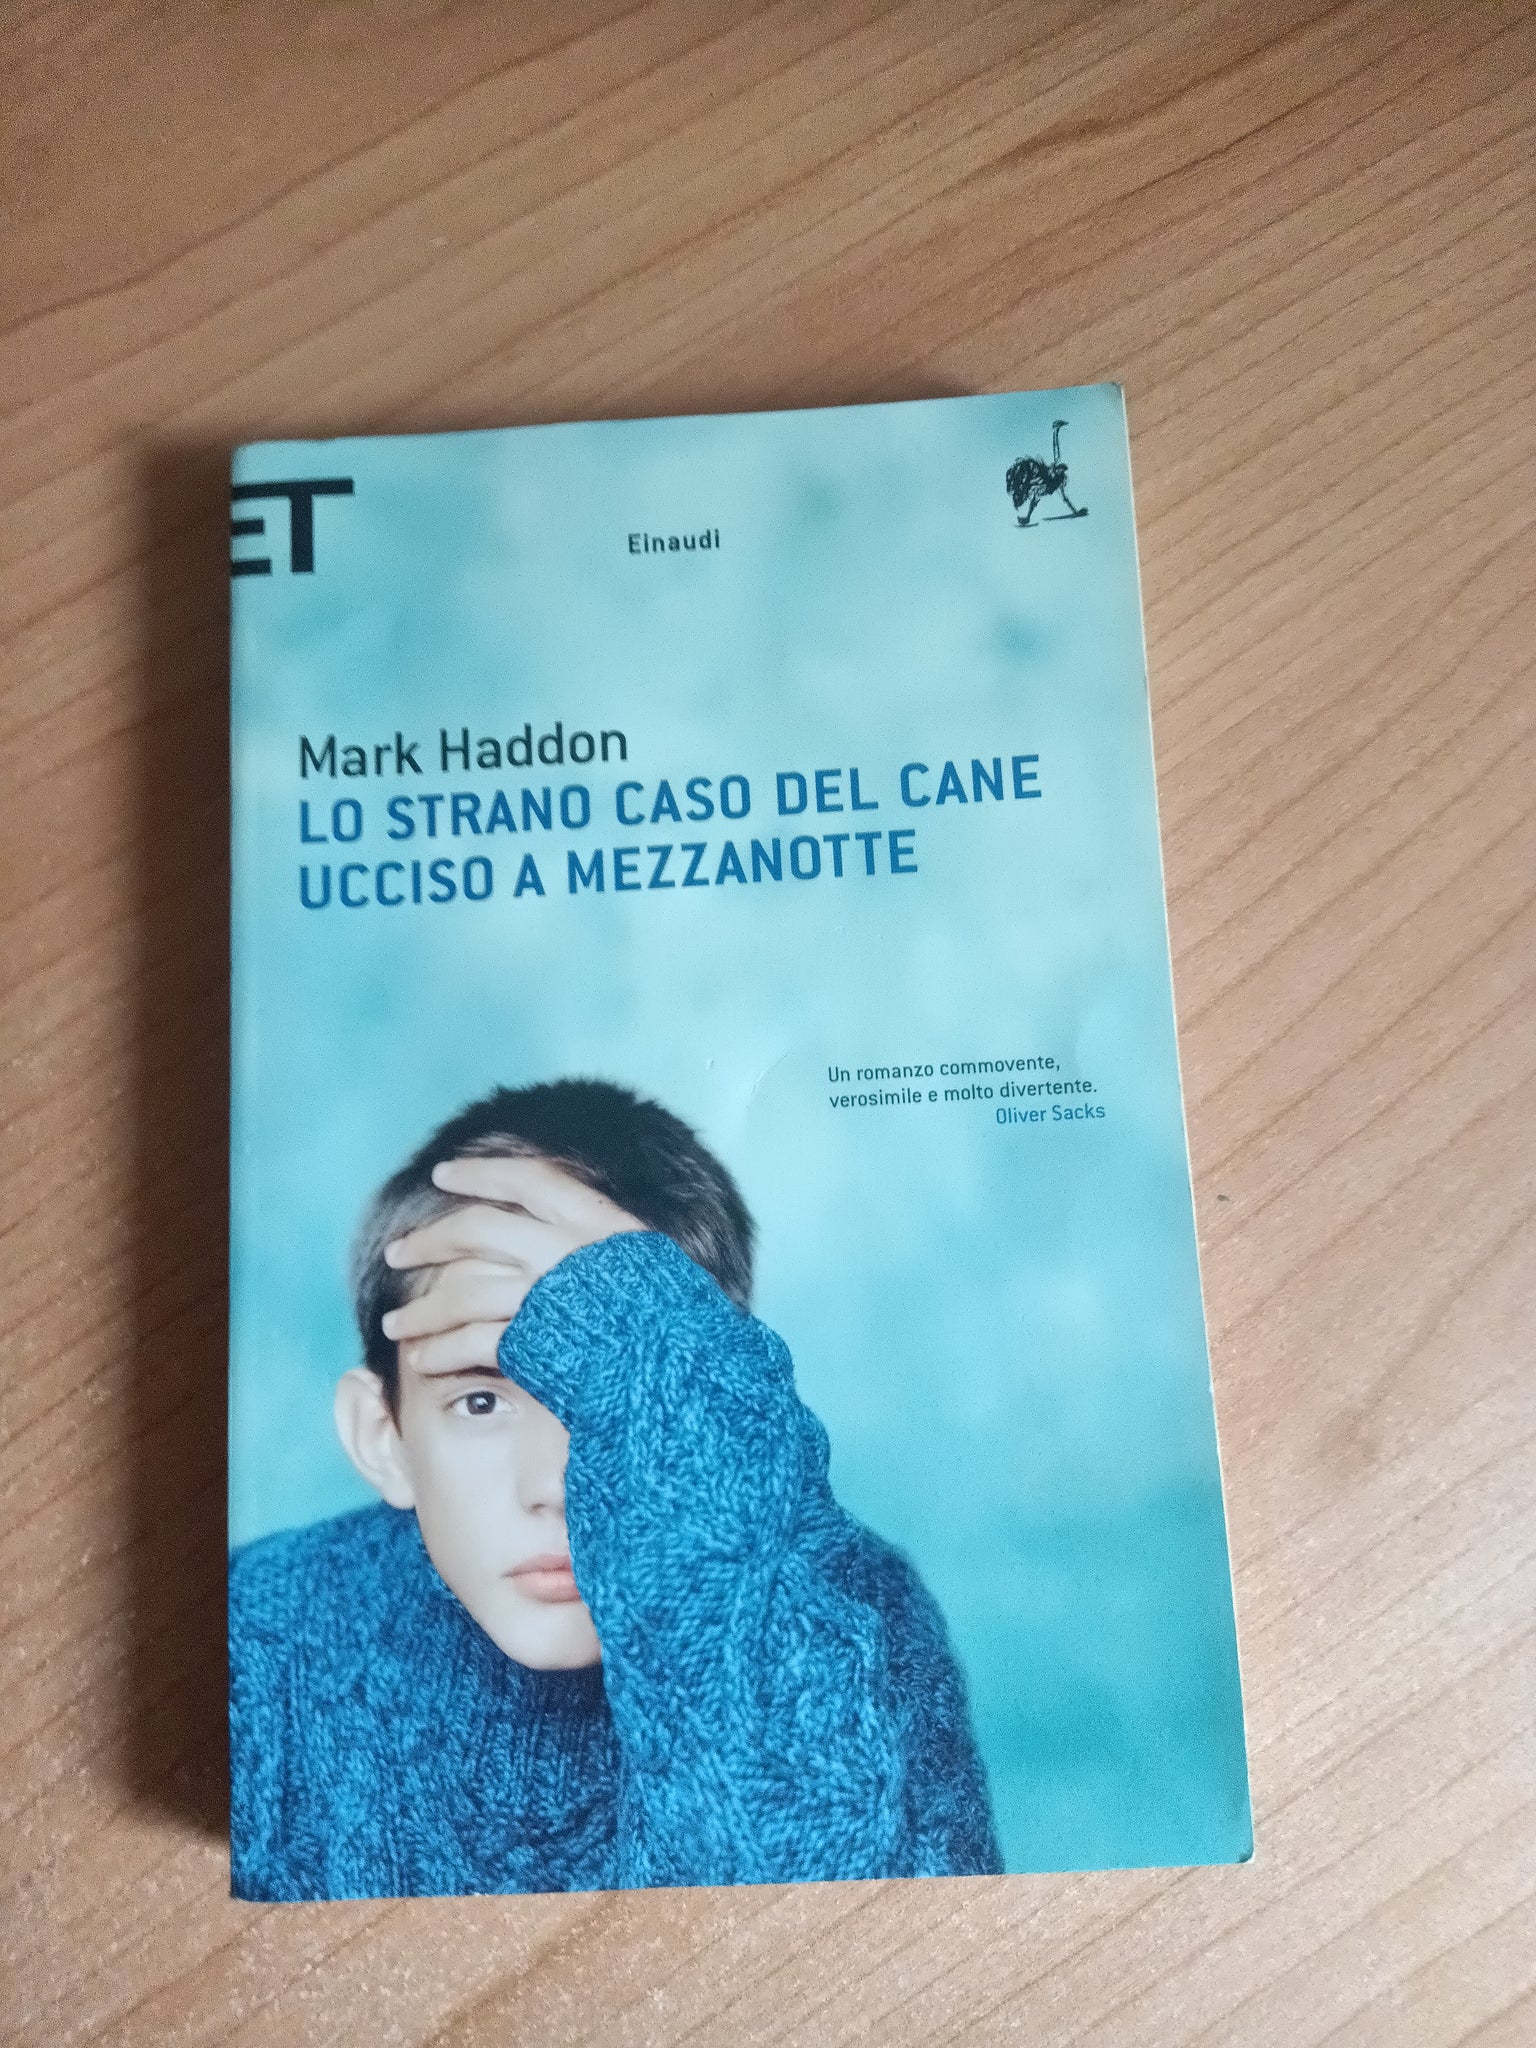 ET
Einaudi
Mark Haddon
LO STRANO CASO DEL CANE
UCCISO A MEZZANOTTE
Un romanzo commovente,
verosimile e molto divertente.
Oliver Sacks